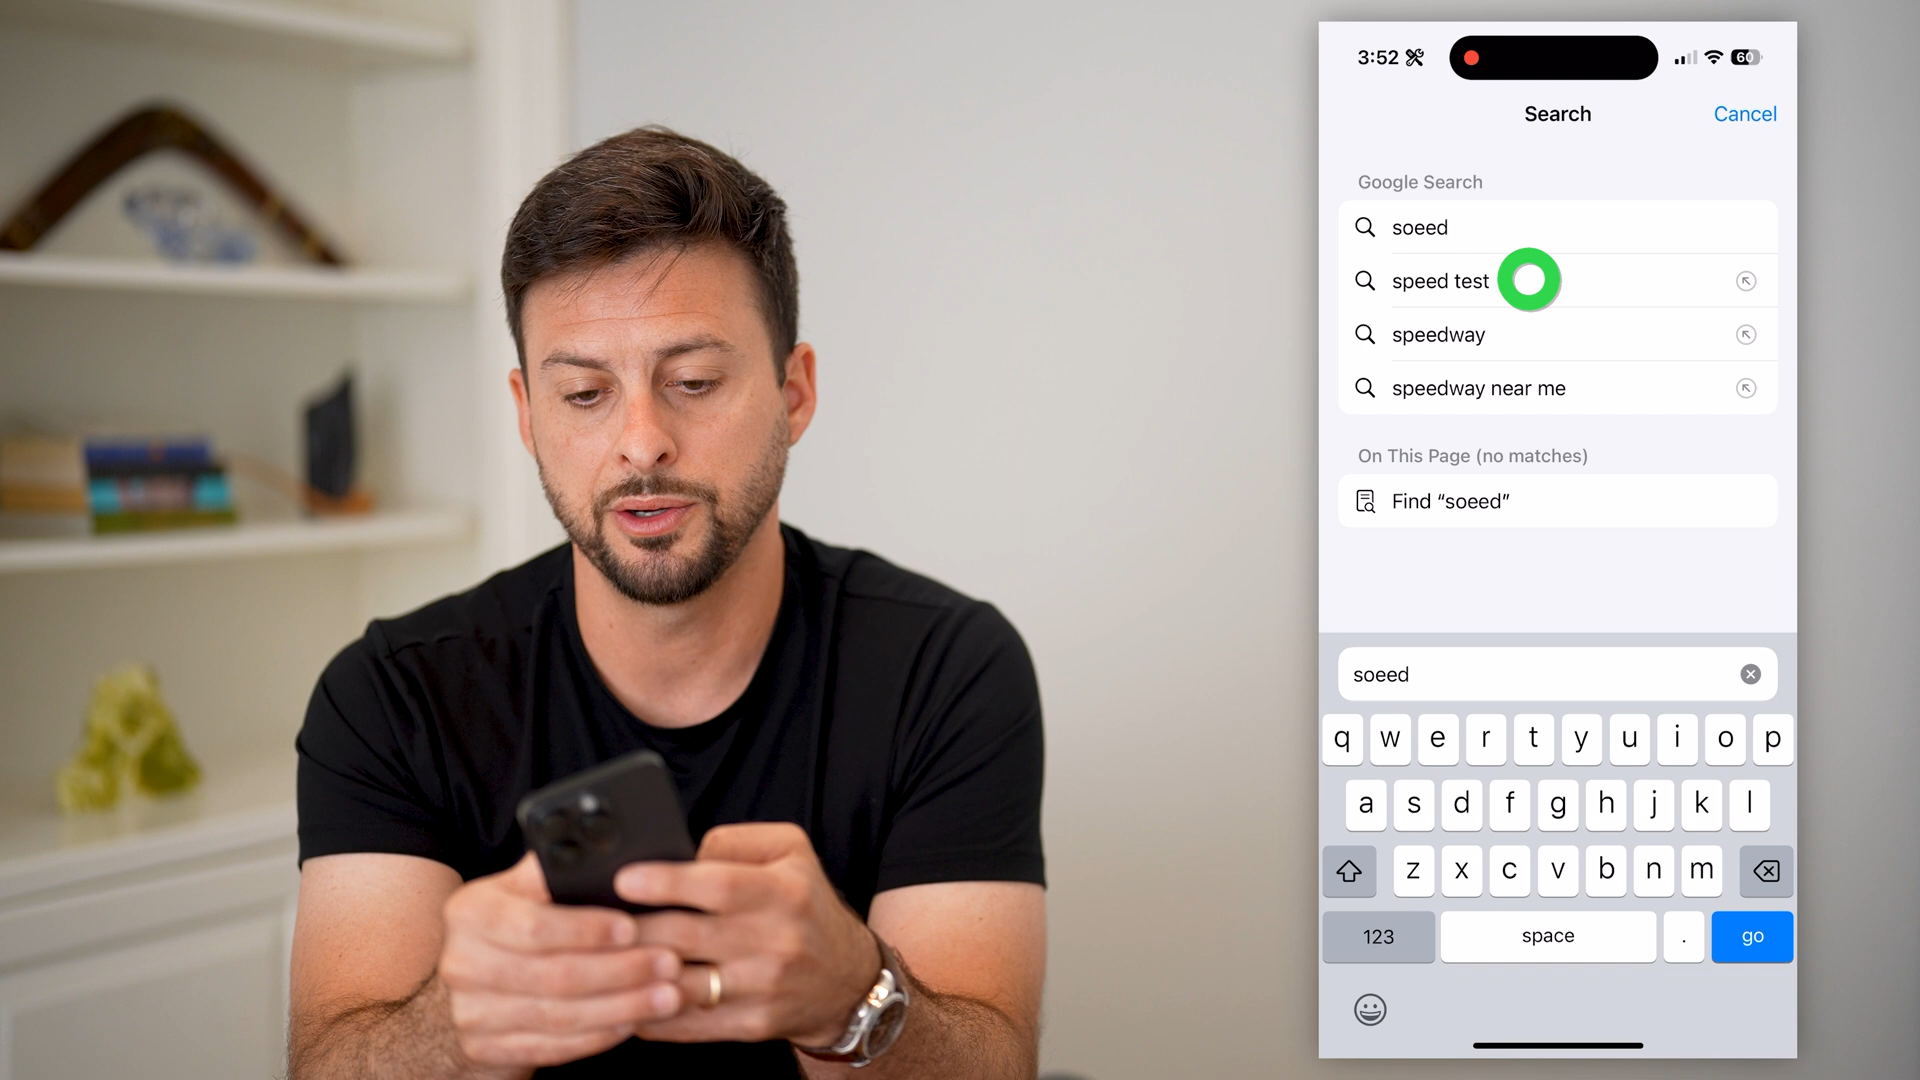 3:52
60
Search
Cancel
Google Search
soeed
speed test
speedway
speedway near me
On This Page (no matches)
Find “soeed”
soeed
q w e r t y u i o p
a s d f g h j k l
z x c v b n m
123 space . go